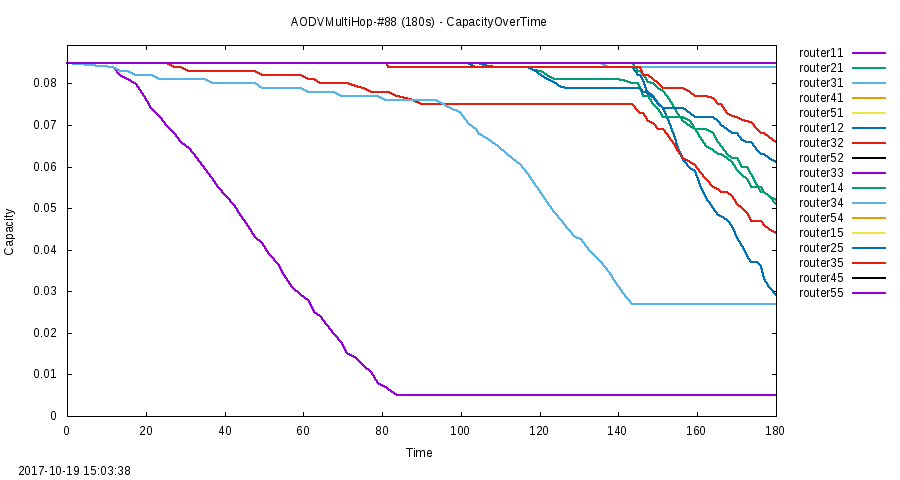 AODVMultiHop-#88 (180s) - CapacityOverTime
Capacity
0.08
0.07
0.06
0.05
0.04
0.03
0.02
0.01
0
0 20 40 60 80 100 120 140 160 180
Time
router11
router21
router31
router41
router51
router12
router32
router52
router33
router14
router34
router54
router15
router25
router35
router45
router55
2017-10-19 15:03:38